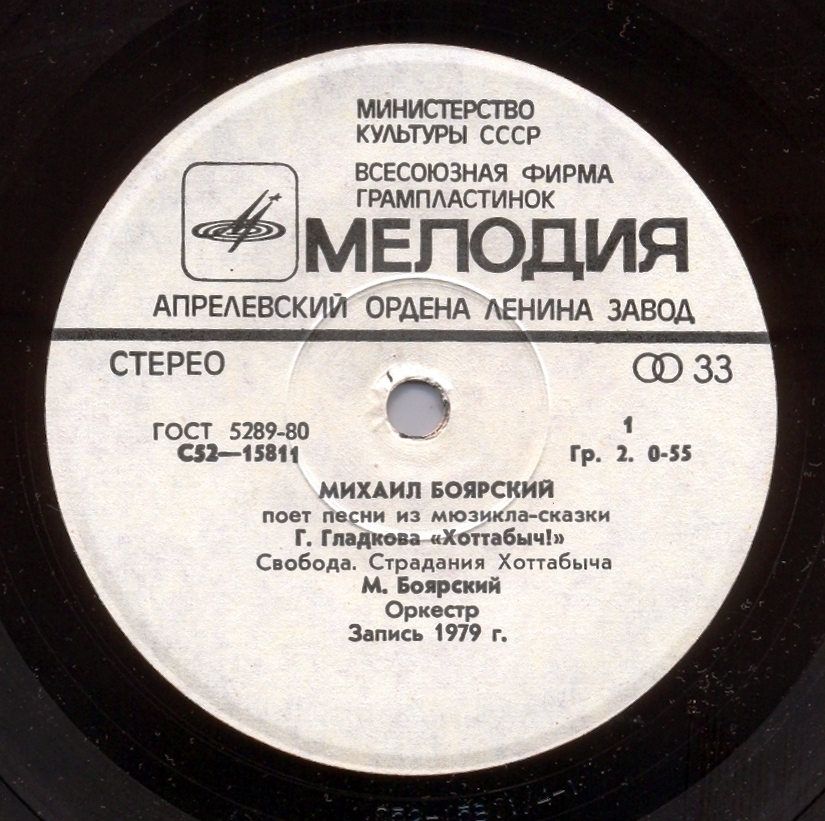 МИНИСТЕРСТВО
КУЛЬТУРЫ СССР
ВСЕСОЮЗНАЯ ФИРМА
ГРАМПЛАСТИНОК
МЕЛОДИЯ
АПРЕЛЕВСКИЙ ОРДЕНА ЛЕНИНА ЗАВОД
СТЕРЕО 33
ГОСТ 5289-80 1
С52—15811 Гр. 2. 0-55
МИХАИЛ БОЯРСКИЙ
поет песни из мюзикла-сказки
Г. Гладкова «Хоттабыч!»
Свобода. Страдания Хоттабыча
М. Боярский
Оркестр
Запись 1979 г.